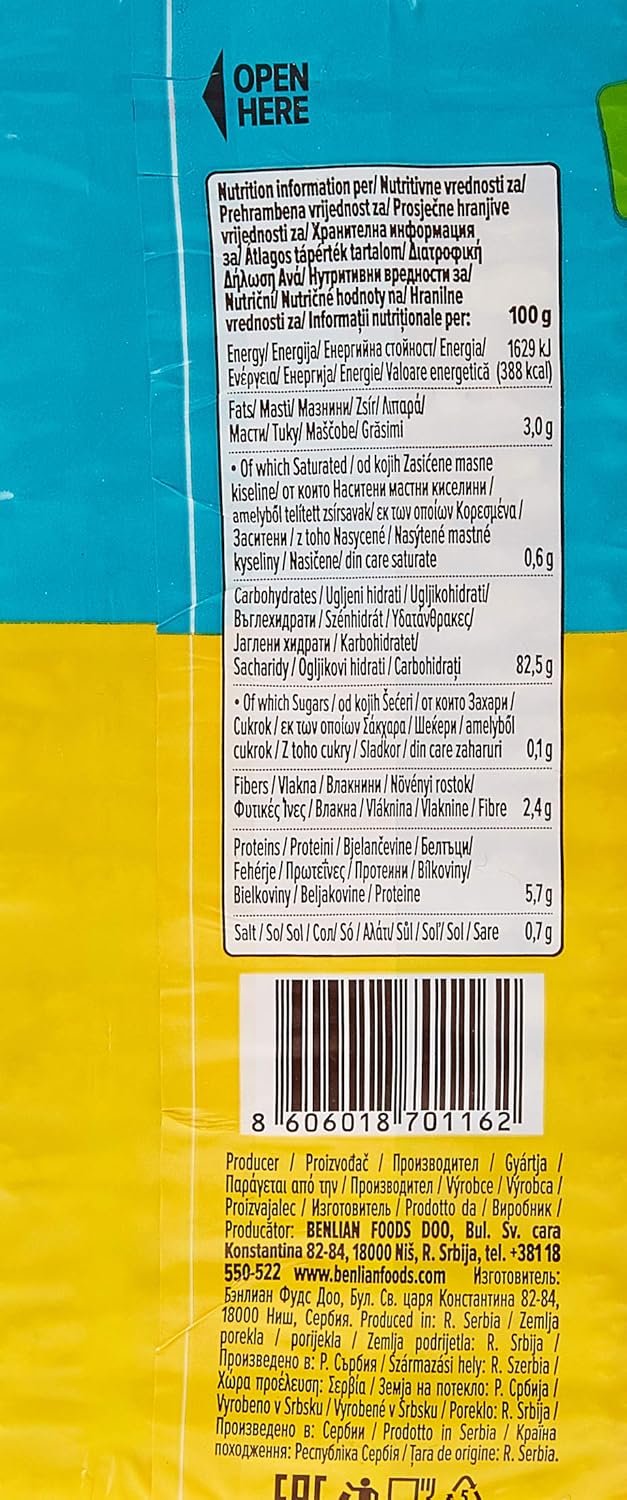 OPEN
HERE
Nutrition information per/ Nutritivne vrednosti za/
Prehrambena vrijednost za/ Prosječne hranjive
vrijednosti za/ Хранителна информация
за/ Átlagos tápérték tartalom/ Διατροφική
Δήλωση Ανά/ Нутритивни вредности за/
Nutriční/ Nutričné hodnoty na/ Hranilne
vrednosti za/ Informații nutriționale per: 100 g
Energy/ Energija/ Енергийна стойност/ Energia/ 1629 kJ
Ενέργεια/ Енергија/ Energie/ Valoare energetică (388 kcal)
Fats/ Masti/ Мазнини/ Zsír/ Λιπαρά/
Масти/ Tuky/ Maščobe/ Grăsimi 3,0 g
• Of which Saturated / od kojih Zasićene masne
kiseline/ от които Наситени мастни киселини /
amelyből telített zsírsavak/ εκ των οποίων Κορεσμένα /
Заситени / z toho Nasycené / Nasýtené mastné
kyseliny / Nasičene/ din care saturate 0,6 g
Carbohydrates / Ugljeni hidrati / Ugljikohidrati/
Въглехидрати / Szénhidrát / Υδατάνθρακες/
Јаглени хидрати / Karbohidratet/
Sacharidy / Ogljikovi hidrati / Carbohidrați 82,5 g
• Of which Sugars / od kojih Šećeri / от които Захари /
Cukrok / εκ των οποίων Σάκχαρα / Шеќери / amelyből
cukrok / Z toho cukry / Sladkor / din care zaharuri 0,1 g
Fibers / Vlakna / Влакнини / Növényi rostok/
Φυτικές Ίνες / Влакна / Vláknina / Vlaknine / Fibre 2,4 g
Proteins / Proteini / Bjelančevine / Белтъци/
Fehérje / Πρωτεΐνες / Протеини / Bílkoviny/
Bielkoviny / Beljakovine / Proteine 5,7 g
Salt / So/ Sol / Сол/ Só / Αλάτι/ Sůl / Soľ/ Sol / Sare 0,7 g
8 606018 701162
Producer / Proizvođač / Производител / Gyártja /
Παράγεται από την / Производител / Výrobce / Výrobca /
Proizvajalec / Изготовитель / Prodotto da / Виробник /
Producător: BENLIAN FOODS DOO, Bul. Sv. cara
Konstantina 82-84, 18000 Niš, R. Srbija, tel. +381 18
550-522 www.benlianfoods.com Изготовитель:
Бэнлиан Фудс Доо, Бул. Св. царя Константина 82-84,
18000 Ниш, Сербия. Produced in: R. Serbia / Zemlja
porekla / porijekla / Zemlja podrijetla: R. Srbija /
Произведено в: Р. Сърбия / Származási hely: R. Szerbia /
Χώρα προέλευση: Σερβία / Земја на потекло: Р. Србија /
Vyrobeno v Srbsku / Vyrobené v Srbsku / Poreklo: R. Srbija /
Произведено в: Сербии / Prodotto in Serbia / Країна
походження: Республіка Сербія / Țara de origine: R. Serbia.
EAC 5